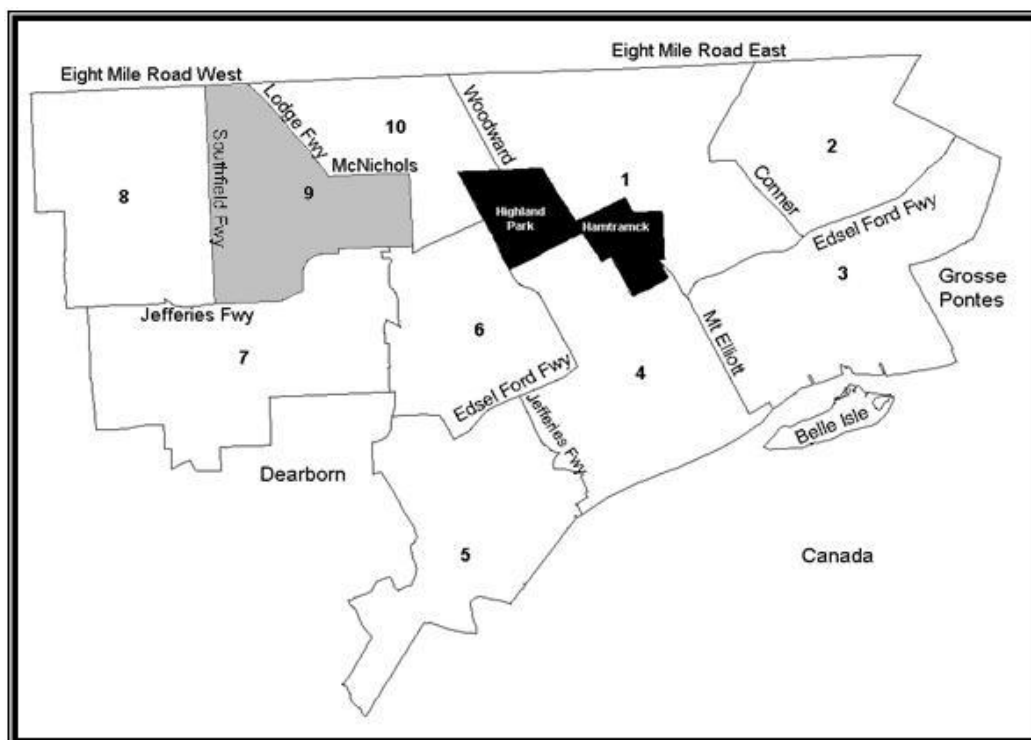 Eight Mile Road East
Eight Mile Road West
Lodge Fwy
Woodward
10
2
McNichols
Southfield Fwy
8
9
1
Conner
Highland
Park
Hamtramck
Edsel Ford Fwy
3
Grosse
Pontes
Jefferies Fwy
7
6
Mt Elliott
4
Edsel Ford Fwy
Jefferies Fwy
Belle Isle
Dearborn
5
Canada